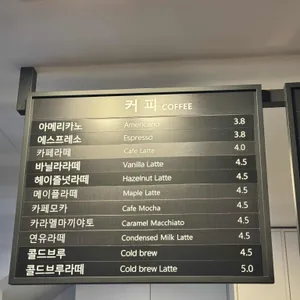 커피 COFFEE
아메리카노 Americano 3.8
에스프레소 Espresso 3.8
카페라떼 Cafe Latte 4.0
바닐라라떼 Vanilla Latte 4.5
헤이즐넛라떼 Hazelnut Latte 4.5
메이플라떼 Maple Latte 4.5
카페모카 Cafe Mocha 4.5
카라멜마끼야또 Caramel Macchiato 4.5
연유라떼 Condensed Milk Latte 4.5
콜드브루 Cold brew 4.5
콜드브루라떼 Cold brew Latte 5.0